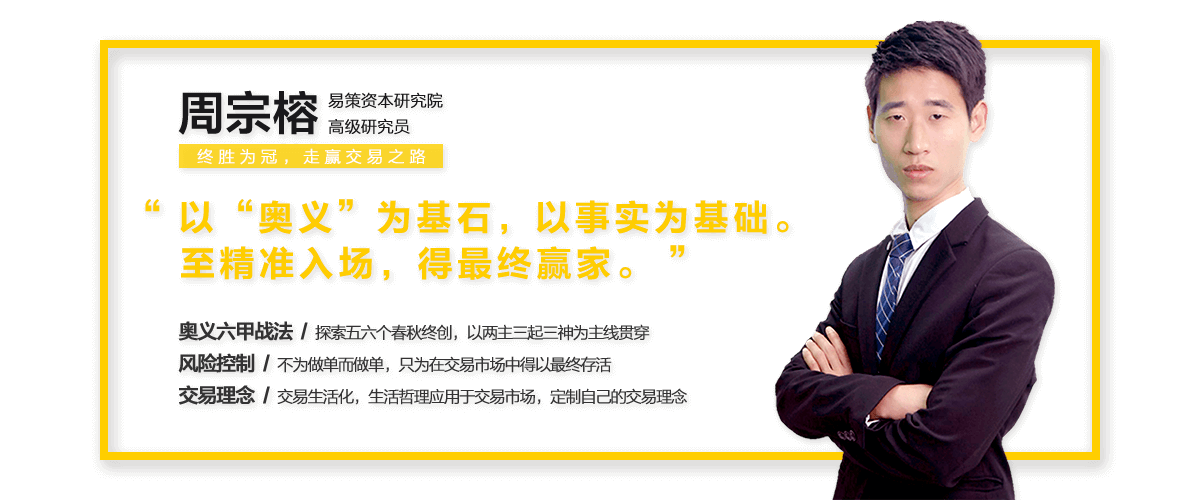 周宗榕
易策资本研究院
高级研究员
终胜为冠，走赢交易之路
“以“奥义”为基石，以事实为基础。
至精准入场，得最终赢家。”
奥义六甲战法 / 探索五六个春秋终创，以两主三起三神为主线贯穿
风险控制 / 不为做单而做单，只为在交易市场中得以最终存活
交易理念 / 交易生活化，生活哲理应用于交易市场，定制自己的交易理念